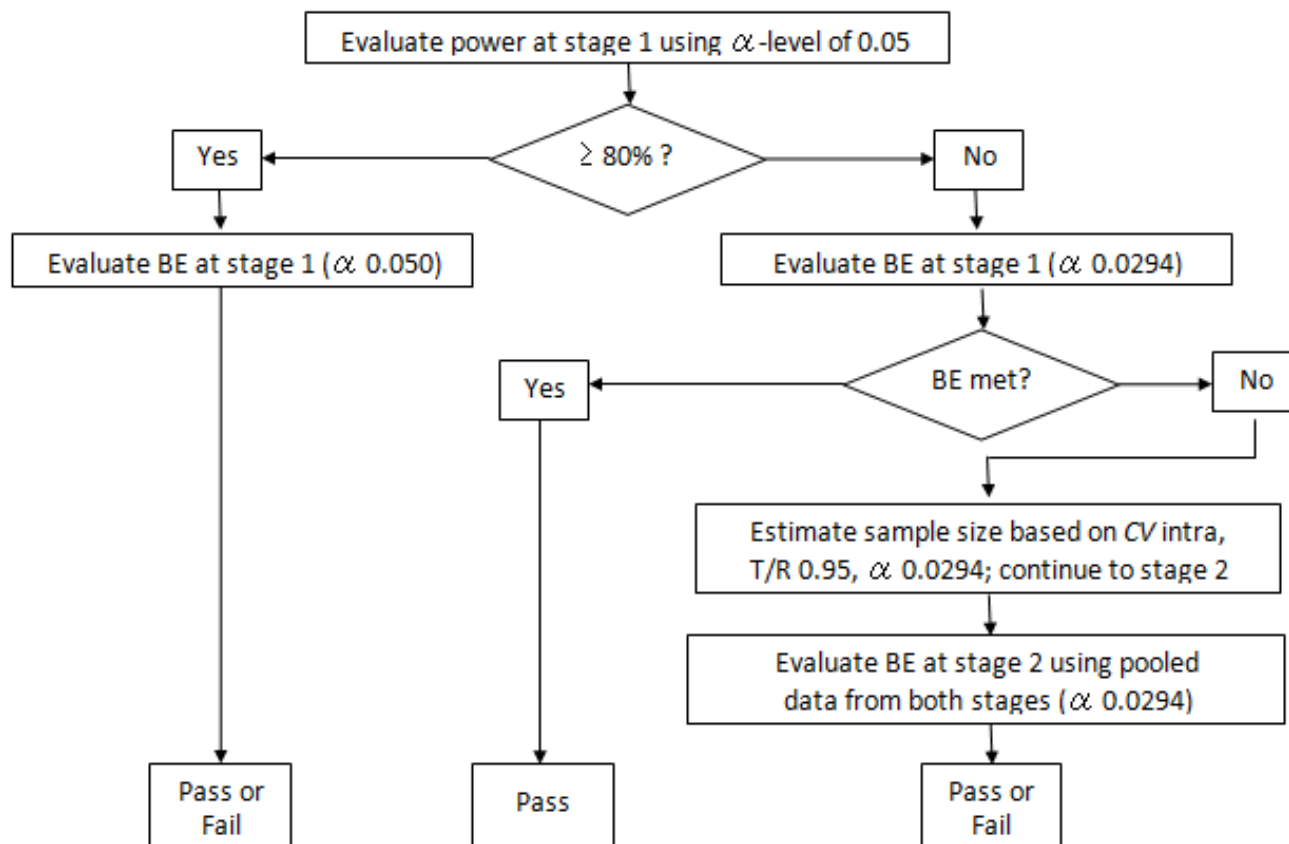 Evaluate power at stage 1 using α-level of 0.05
≥ 80% ?
Yes
No
Evaluate BE at stage 1 (α 0.050)
Evaluate BE at stage 1 (α 0.0294)
BE met?
Yes
No
Estimate sample size based on CV intra,
T/R 0.95, α 0.0294; continue to stage 2
Evaluate BE at stage 2 using pooled
data from both stages (α 0.0294)
Pass or
Fail
Pass
Pass or
Fail